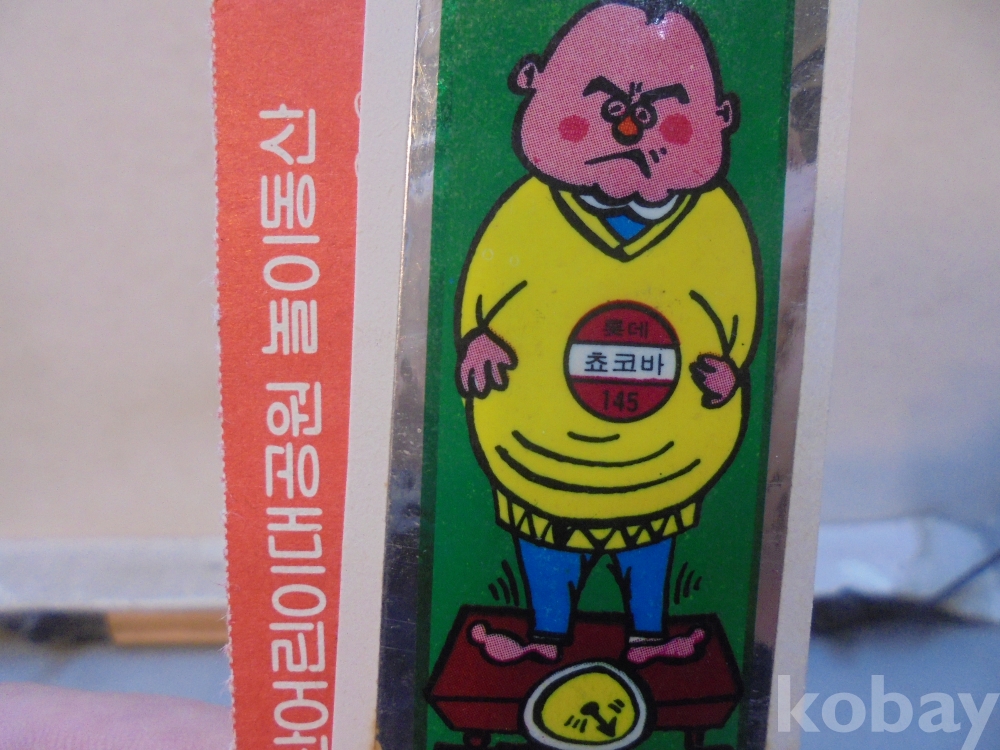 어린이대공원 놀이동산
롯데
쵸코바
145
kobay